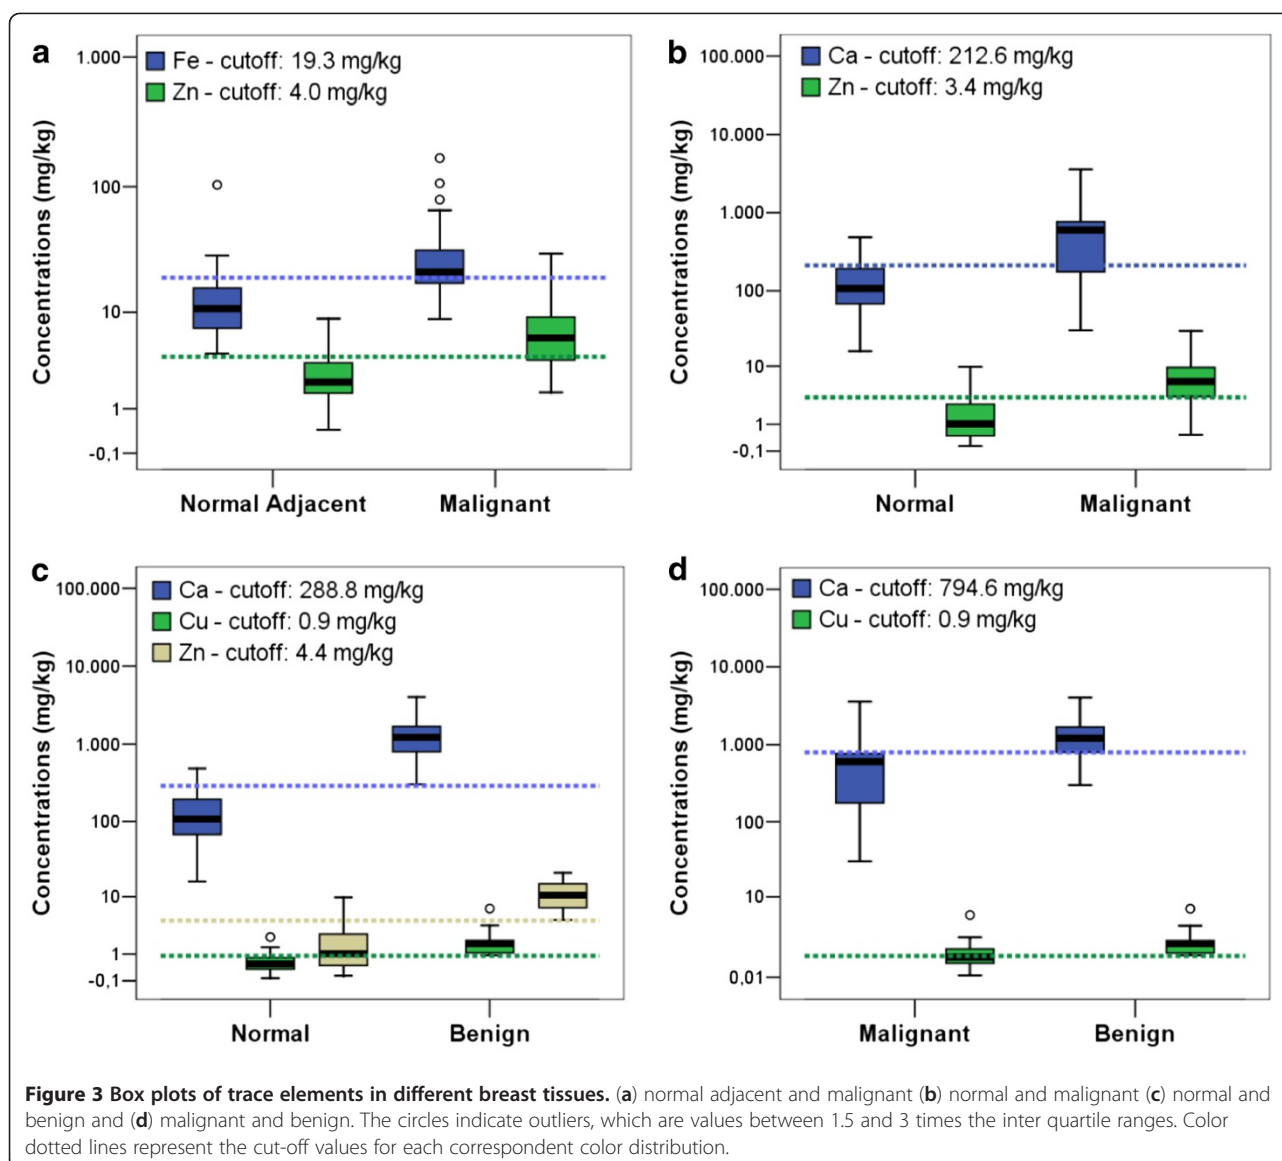 a
Fe - cutoff: 19.3 mg/kg
Zn - cutoff: 4.0 mg/kg
Concentrations (mg/kg)
1.000
100
10
1
-0,1
Normal Adjacent
Malignant
b
Ca - cutoff: 212.6 mg/kg
Zn - cutoff: 3.4 mg/kg
Concentrations (mg/kg)
100.000
10.000
1.000
100
10
1
-0,1
Normal
Malignant
c
Ca - cutoff: 288.8 mg/kg
Cu - cutoff: 0.9 mg/kg
Zn - cutoff: 4.4 mg/kg
Concentrations (mg/kg)
100.000
10.000
1.000
100
10
1
-0,1
Normal
Benign
d
Ca - cutoff: 794.6 mg/kg
Cu - cutoff: 0.9 mg/kg
Concentrations (mg/kg)
100.000
10.000
1.000
100
10
0,01
Malignant
Benign
Figure 3 Box plots of trace elements in different breast tissues. (a) normal adjacent and malignant (b) normal and malignant (c) normal and
benign and (d) malignant and benign. The circles indicate outliers, which are values between 1.5 and 3 times the inter quartile ranges. Color
dotted lines represent the cut-off values for each correspondent color distribution.